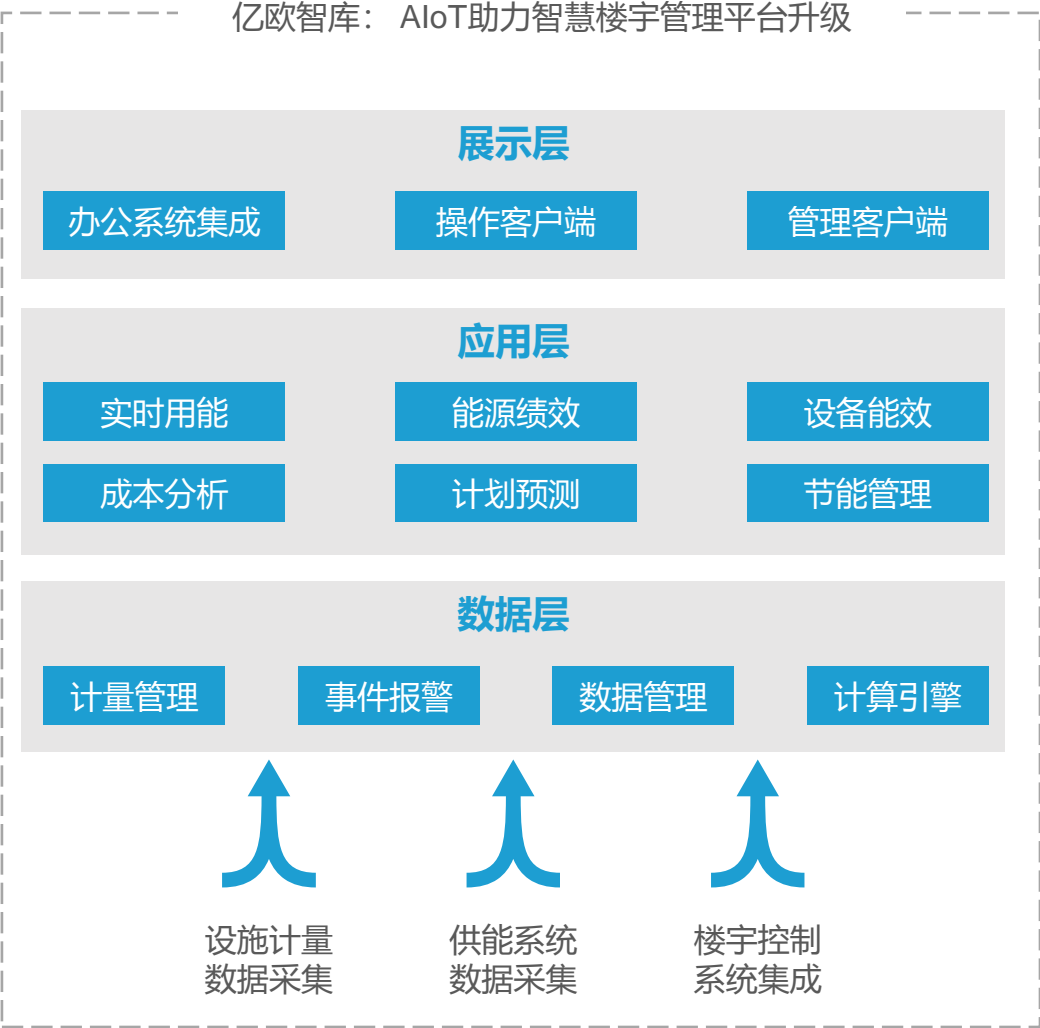 亿欧智库： AIoT助力智慧楼宇管理平台升级
展示层
办公系统集成 操作客户端 管理客户端
应用层
实时用能 能源绩效 设备能效
成本分析 计划预测 节能管理
数据层
计量管理 事件报警 数据管理 计算引擎
设施计量 供能系统 楼宇控制
数据采集 数据采集 系统集成